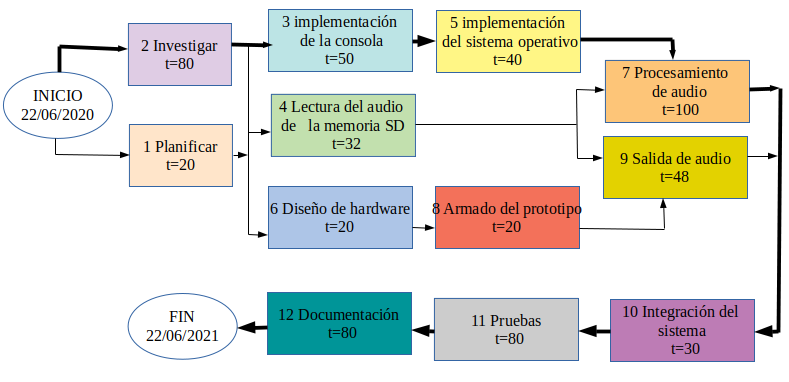 INICIO
22/06/2020
2 Investigar
t=80
1 Planificar
t=20
3 implementación
de la consola
t=50
4 Lectura del audio
de la memoria SD
t=32
6 Diseño de hardware
t=20
5 implementación
del sistema operativo
t=40
8 Armado del prototipo
t=20
7 Procesamiento
de audio
t=100
9 Salida de audio
t=48
10 Integración del
sistema
t=30
11 Pruebas
t=80
12 Documentación
t=80
FIN
22/06/2021